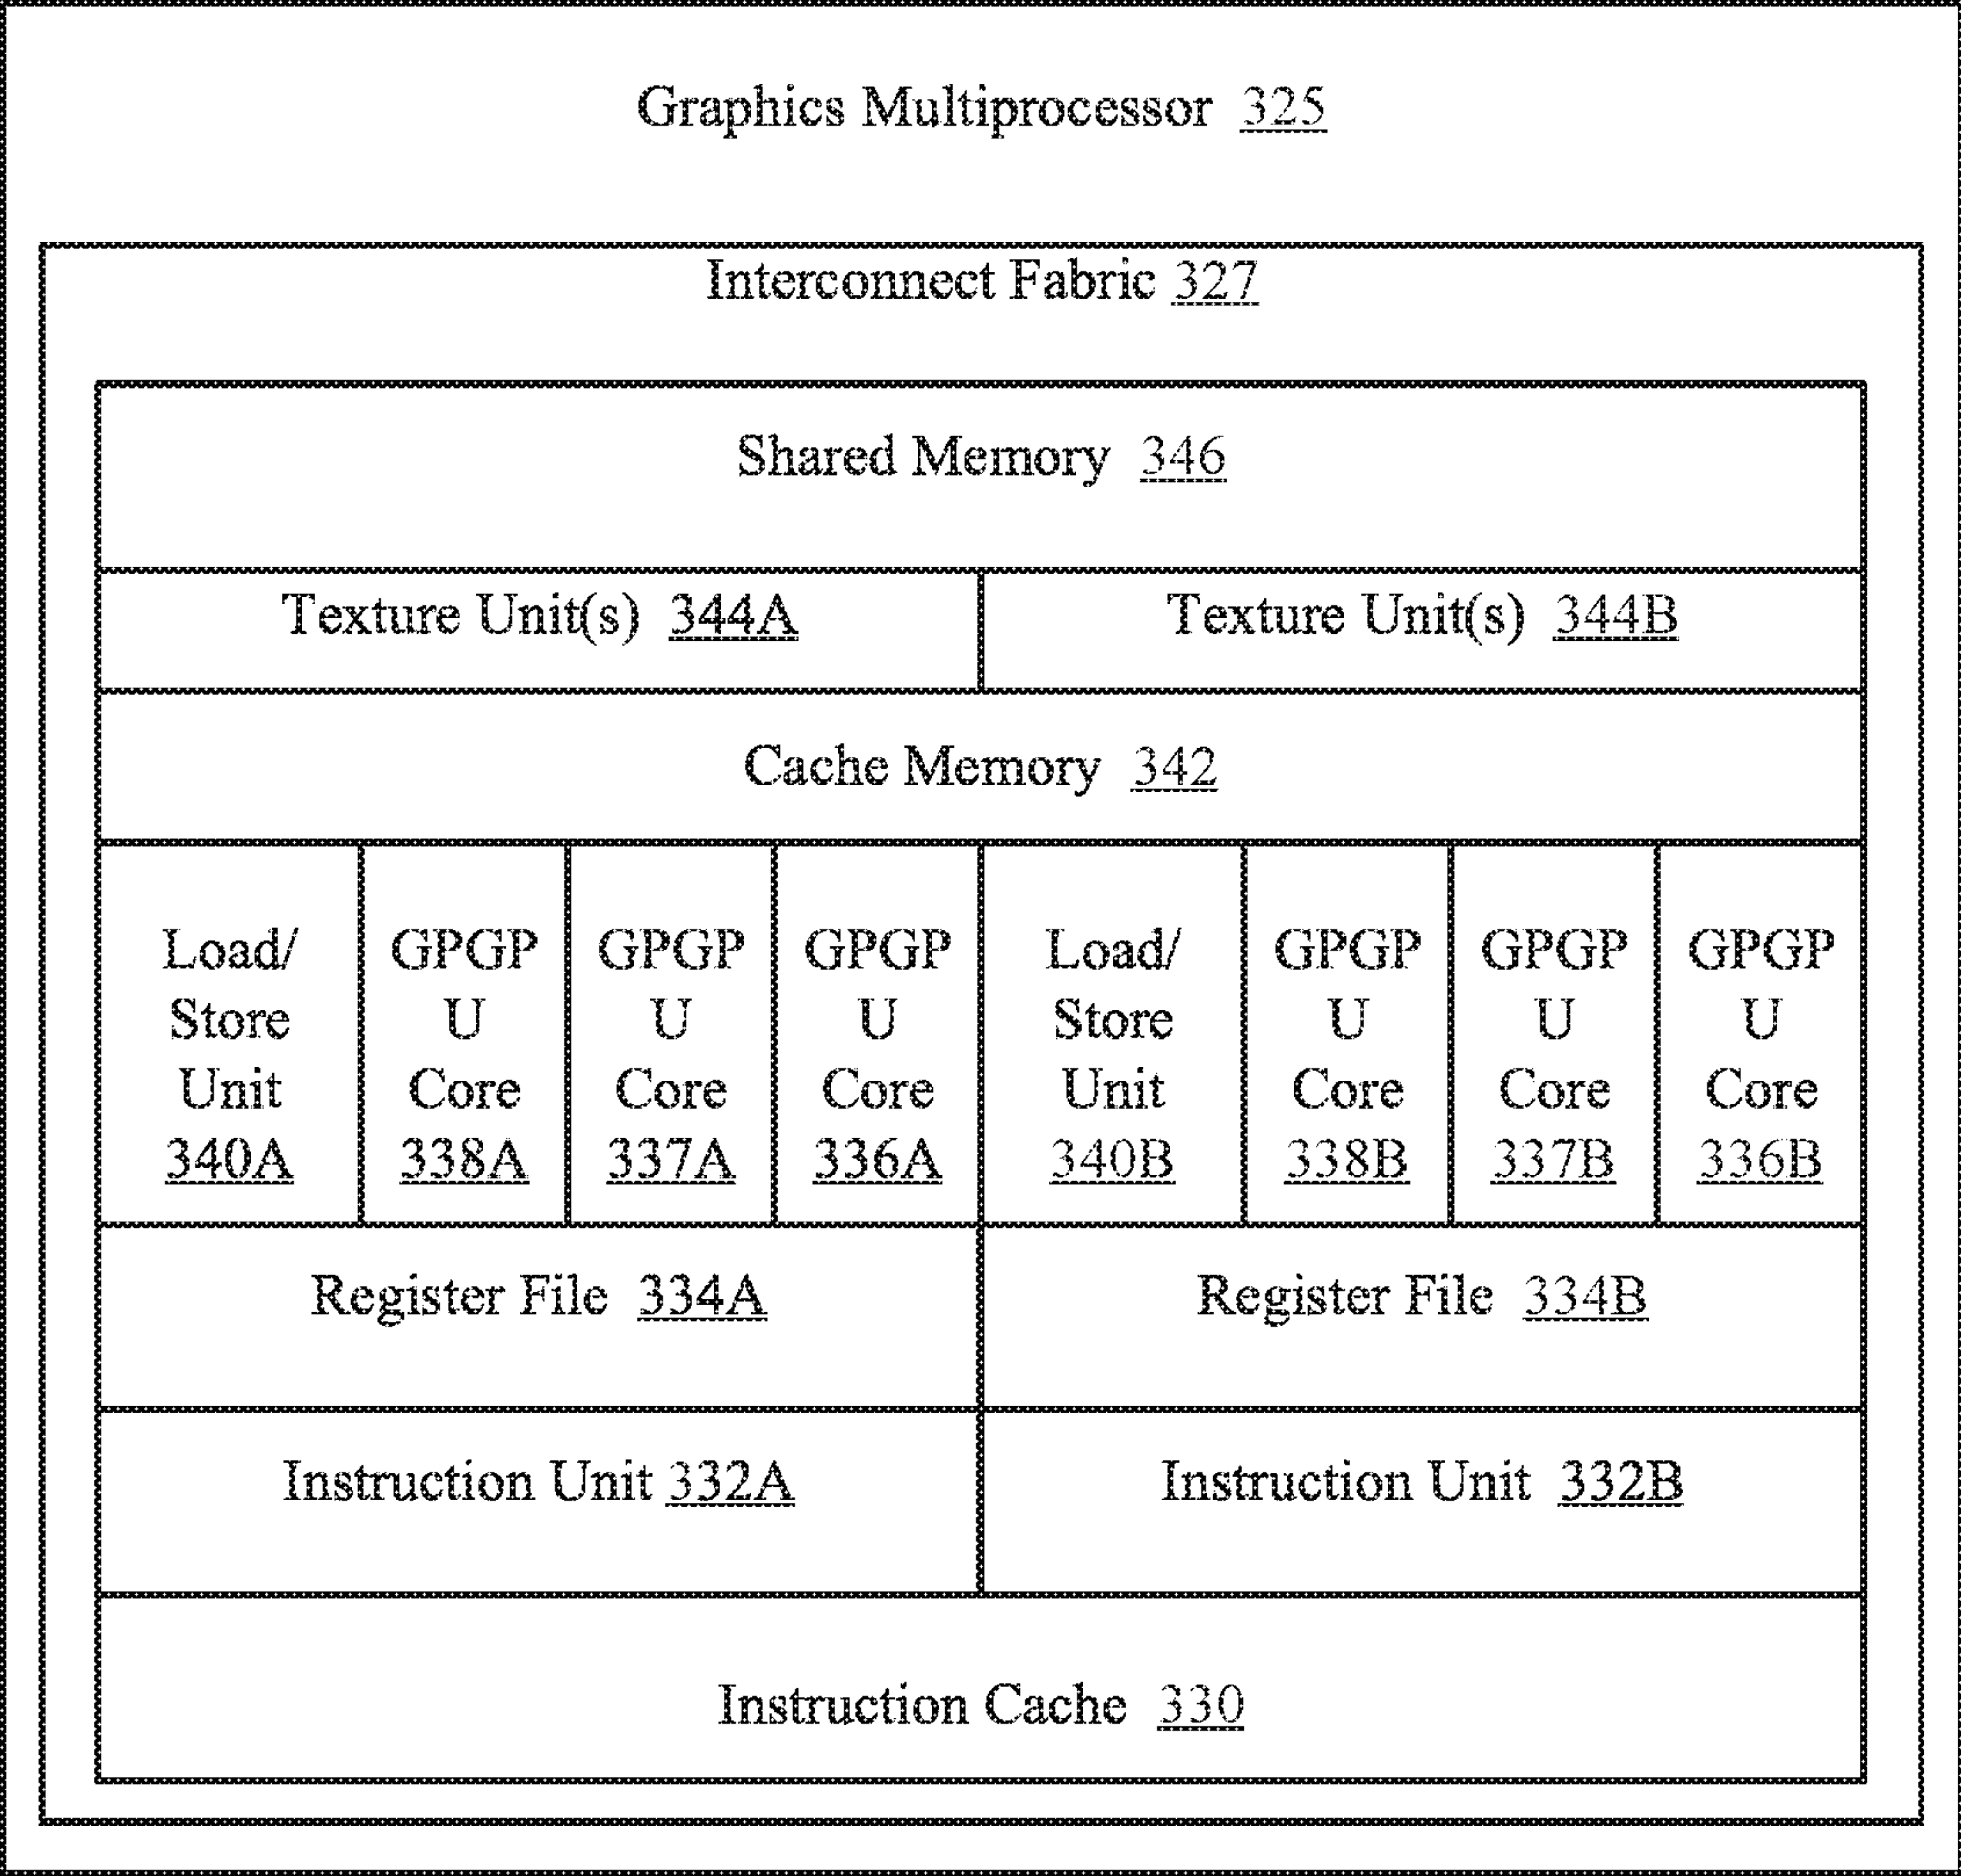 Graphics Multiprocessor 325
Interconnect Fabric 327
Shared Memory 346
Texture Unit(s) 344A
Texture Unit(s) 344B
Cache Memory 342
Load/
Store
Unit
340A
GPGP
U
Core
338A
GPGP
U
Core
337A
GPGP
U
Core
336A
Load/
Store
Unit
340B
GPGP
U
Core
338B
GPGP
U
Core
337B
GPGP
U
Core
336B
Register File 334A
Register File 334B
Instruction Unit 332A
Instruction Unit 332B
Instruction Cache 330